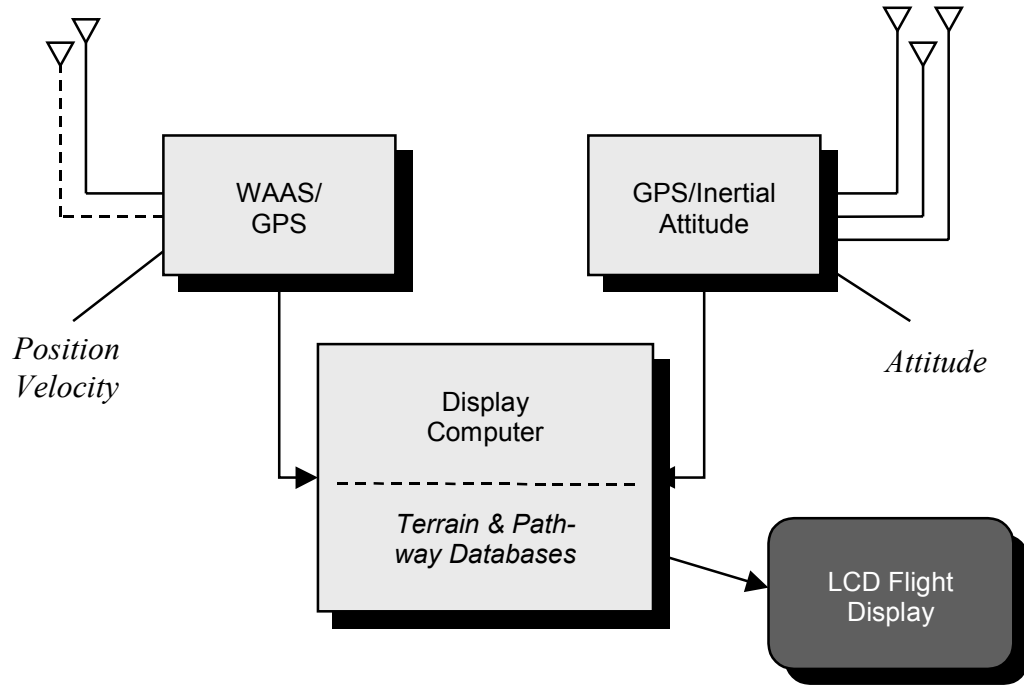 WAAS/
GPS
GPS/Inertial
Attitude
Position
Velocity
Attitude
Display
Computer
Terrain & Path-
way Databases
LCD Flight
Display